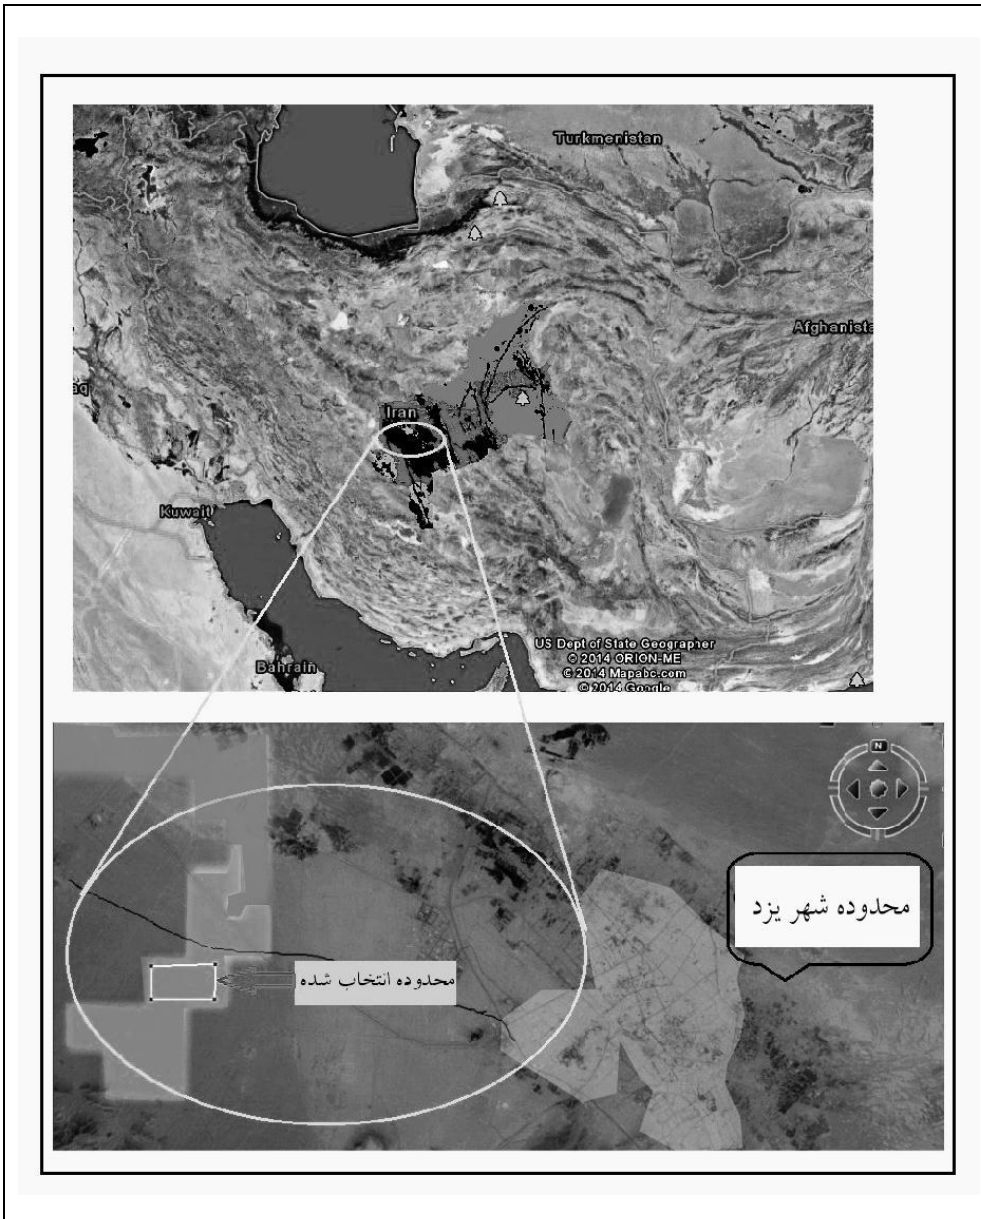 Turkmenistan
Afghanista
Iran
aq
Kuwait
Bahrain
US Dept of State Geographer
© 2014 ORION-ME
© 2014 Mapabc.com
© 2014 Google
N
محدوده شهر یزد
محدوده انتخاب شده